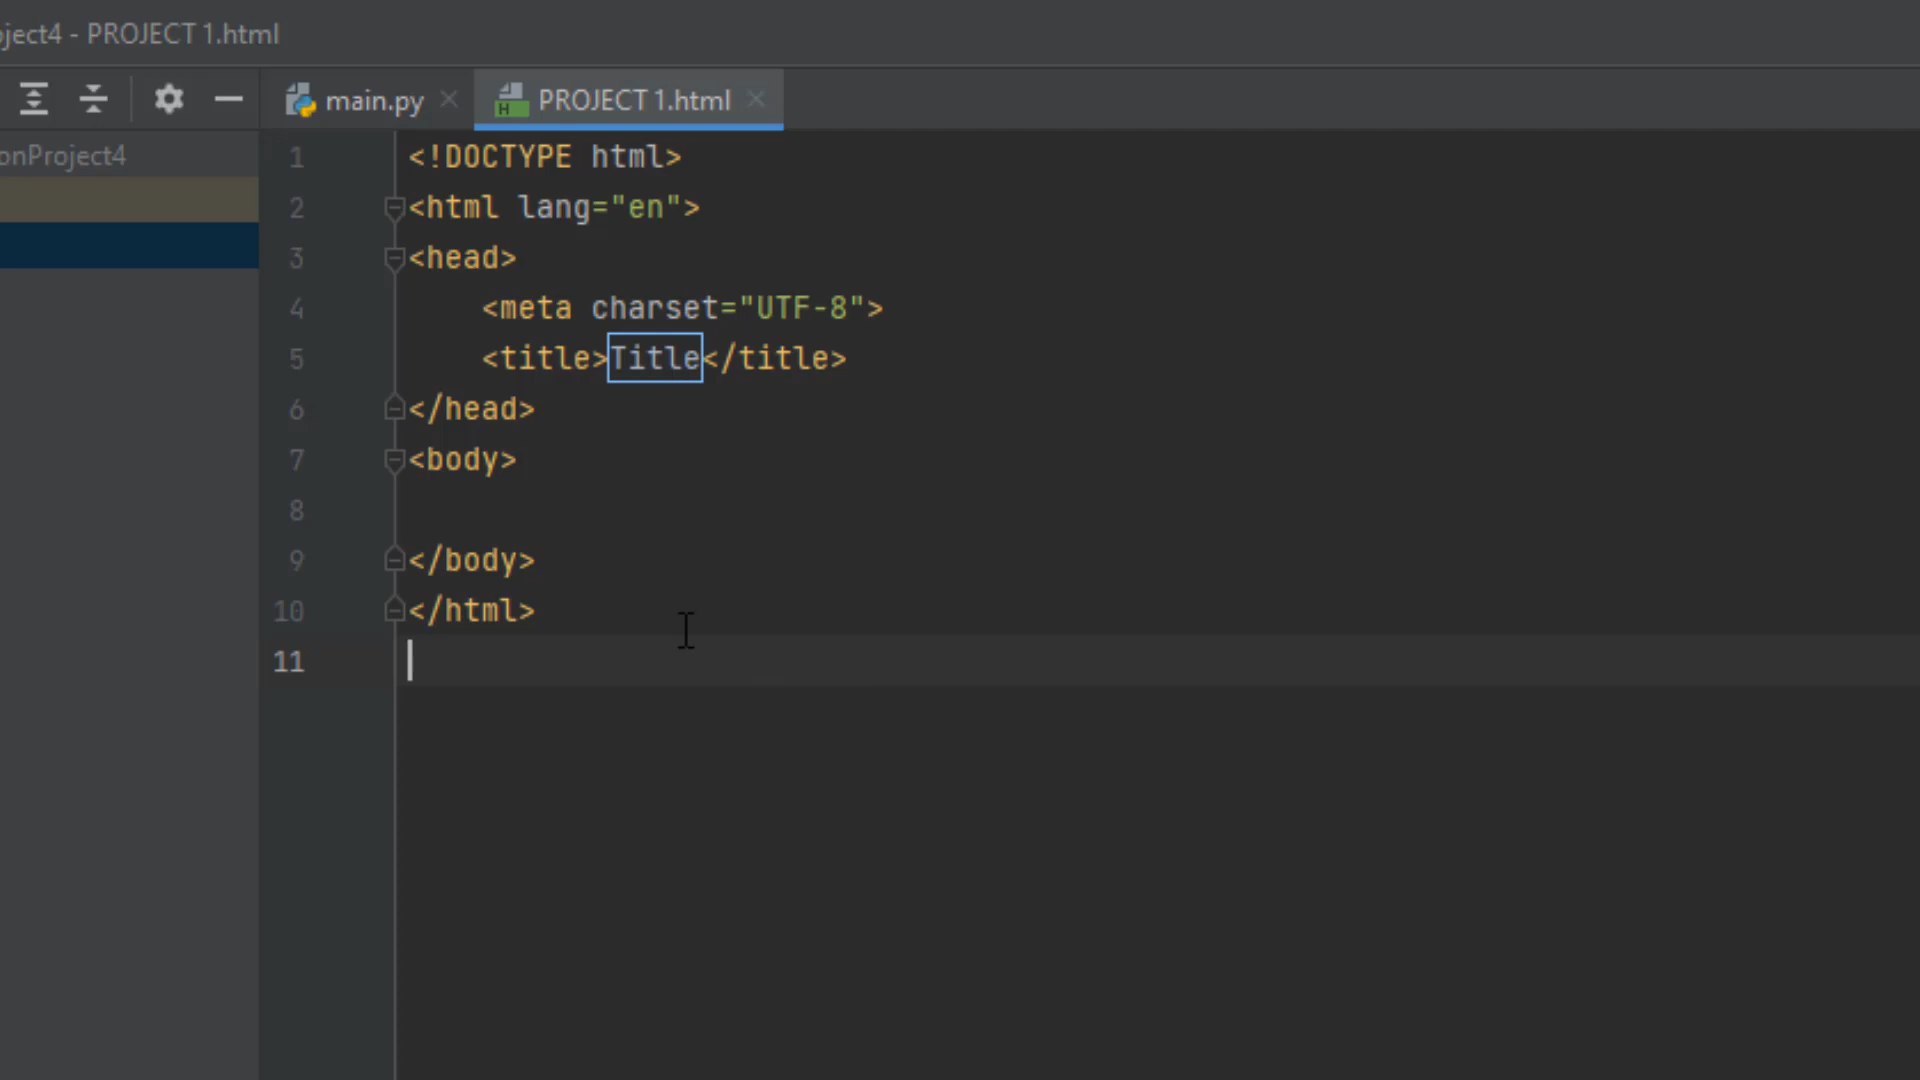 ject4 - PROJECT 1.html
main.py
PROJECT 1.html
onProject4
1 <!DOCTYPE html>
2 <html lang="en">
3 <head>
4     <meta charset="UTF-8">
5     <title>Title</title>
6 </head>
7 <body>
8
9 </body>
10 </html>
11